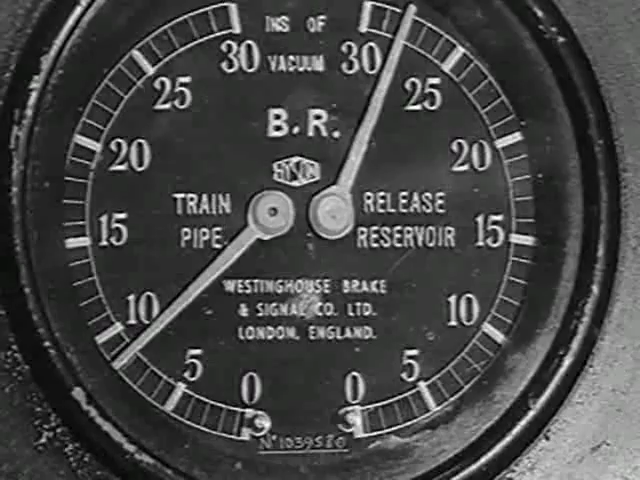 INS OF
30 VACUUM 30
25 25
B.R.
20 20
DYSON
TRAIN RELEASE
PIPE. RESERVOIR
15 15
WESTINGHOUSE BRAKE
& SIGNAL CO. LTD.
LONDON, ENGLAND.
10 10
5 5
0 0
Nº 1039580